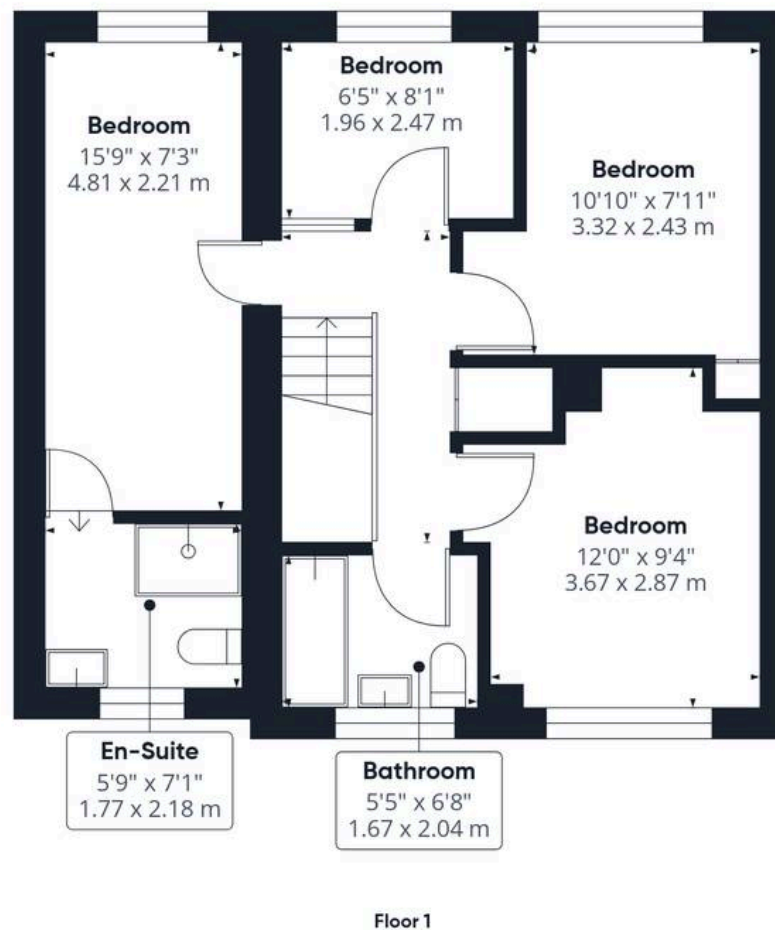 Bedroom
15'9" x 7'3"
4.81 x 2.21 m
Bedroom
6'5" x 8'1"
1.96 x 2.47 m
Bedroom
10'10" x 7'11"
3.32 x 2.43 m
Bedroom
12'0" x 9'4"
3.67 x 2.87 m
En-Suite
5'9" x 7'1"
1.77 x 2.18 m
Bathroom
5'5" x 6'8"
1.67 x 2.04 m
Floor 1